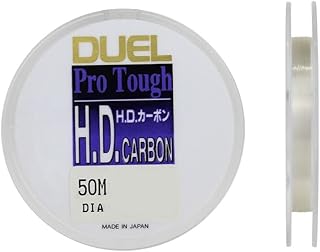 DUEL
Pro Tough
H.D.カーボン
H.D.CARBON
50M
DIA
MADE IN JAPAN